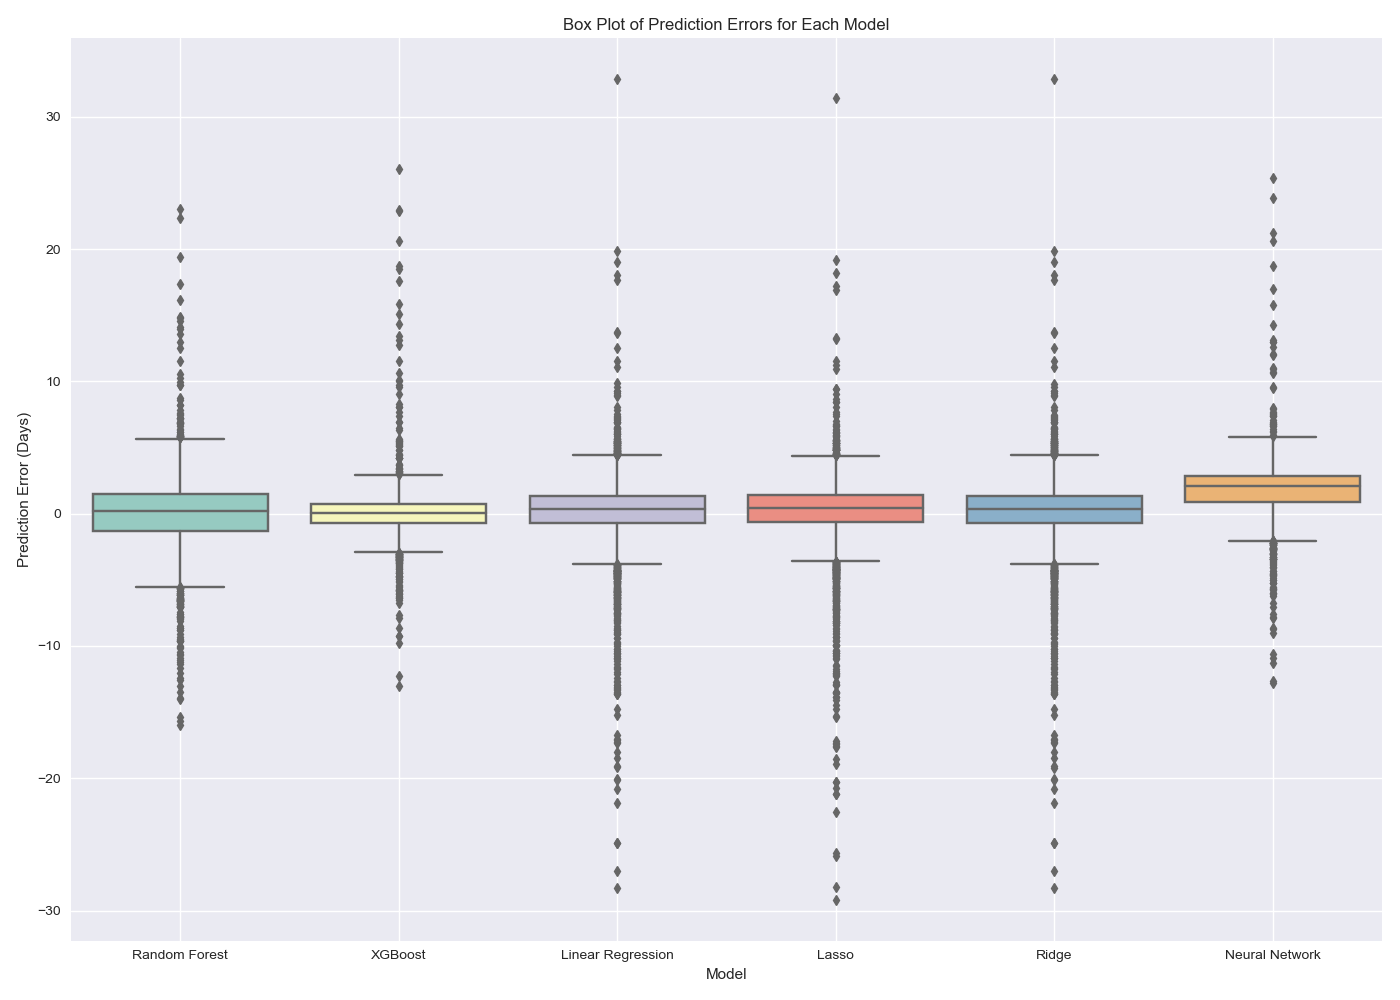 Box Plot of Prediction Errors for Each Model
Prediction Error (Days)
30
20
10
0
−10
−20
−30
Random Forest
XGBoost
Linear Regression
Lasso
Ridge
Neural Network
Model